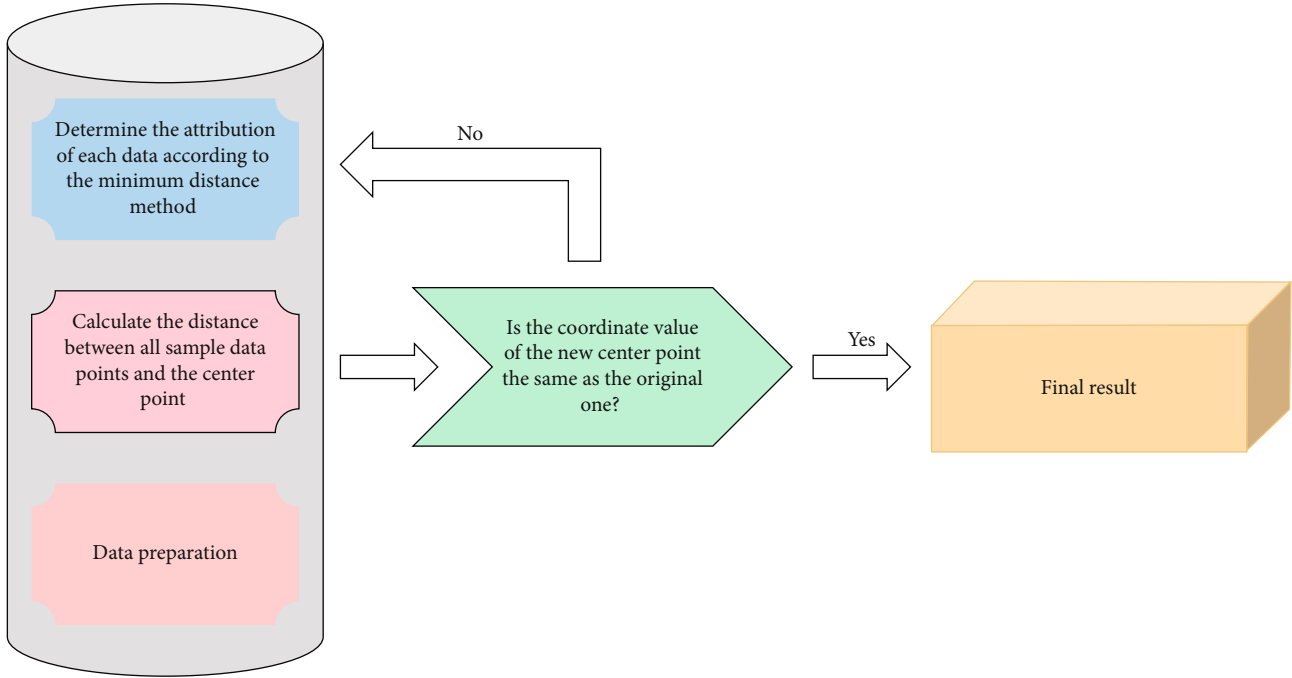 Determine the attribution
of each data according to
the minimum distance
method
Calculate the distance
between all sample data
points and the center
point
Data preparation
No
Is the coordinate value
of the new center point
the same as the original
one?
Yes
Final result